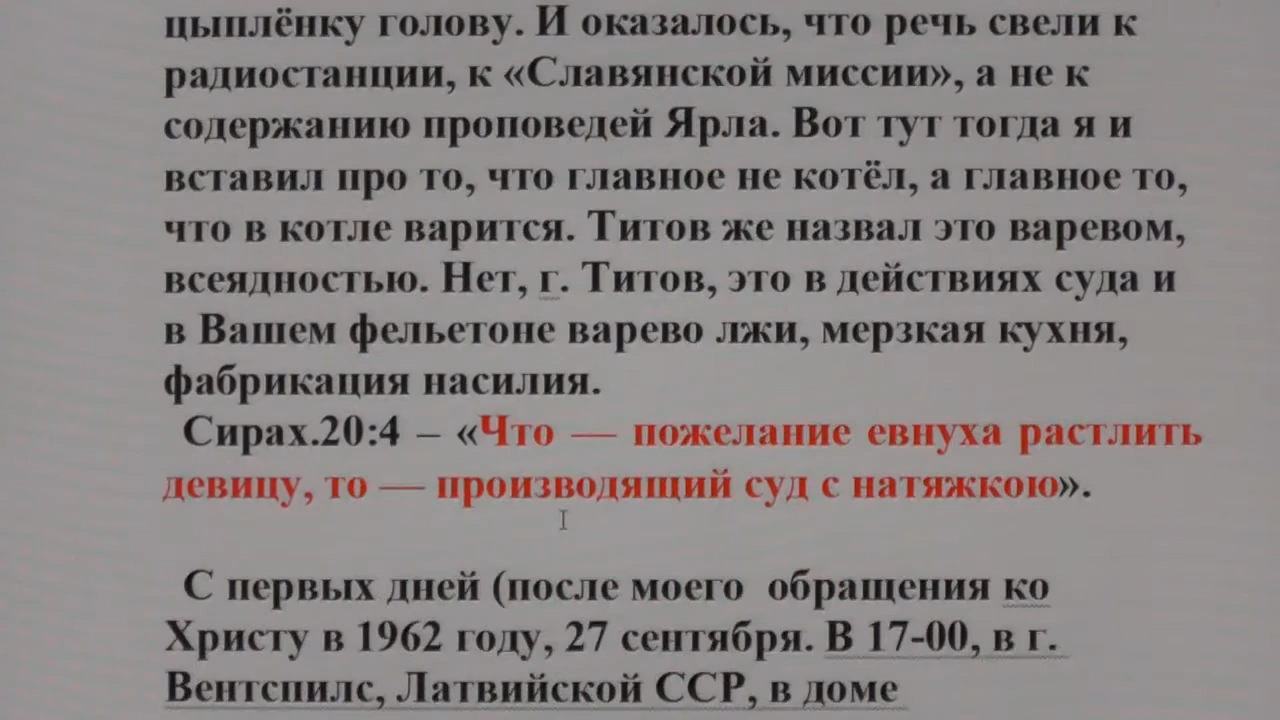 цыплёнку голову. И оказалось, что речь свели к
радиостанции, к «Славянской миссии», а не к
содержанию проповедей Ярла. Вот тут тогда я и
вставил про то, что главное не котёл, а главное то,
что в котле варится. Титов же назвал это варевом,
всеядностью. Нет, г. Титов, это в действиях суда и
в Вашем фельетоне варево лжи, мерзкая кухня,
фабрикация насилия.
Сирах.20:4 – «Что — пожелание евнуха растлить
девицу, то — производящий суд с натяжкою».
С первых дней (после моего  обращения ко
Христу в 1962 году, 27 сентября. В 17-00, в г.
Вентспилс, Латвийской ССР, в доме